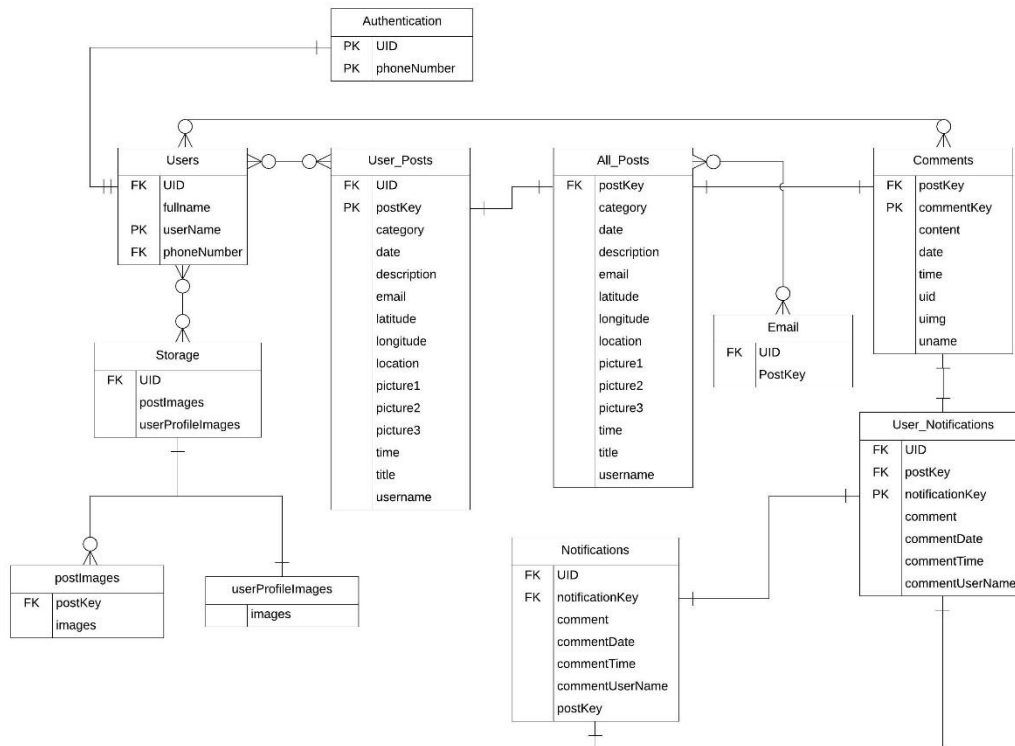 Authentication
PK UID
PK phoneNumber
Users
FK UID
fullname
PK userName
FK phoneNumber
User_Posts
FK UID
PK postKey
category
date
description
email
latitude
longitude
location
picture1
picture2
picture3
time
title
username
All_Posts
FK postKey
category
date
description
email
latitude
longitude
location
picture1
picture2
picture3
time
title
username
Comments
FK postKey
PK commentKey
content
date
time
uid
uimg
uname
Email
FK UID
PostKey
Storage
FK UID
postImages
userProfileImages
User_Notifications
FK UID
FK postKey
PK notificationKey
comment
commentDate
commentTime
commentUserName
Notifications
FK UID
FK notificationKey
comment
commentDate
commentTime
commentUserName
postKey
postImages
FK postKey
images
userProfileImages
images